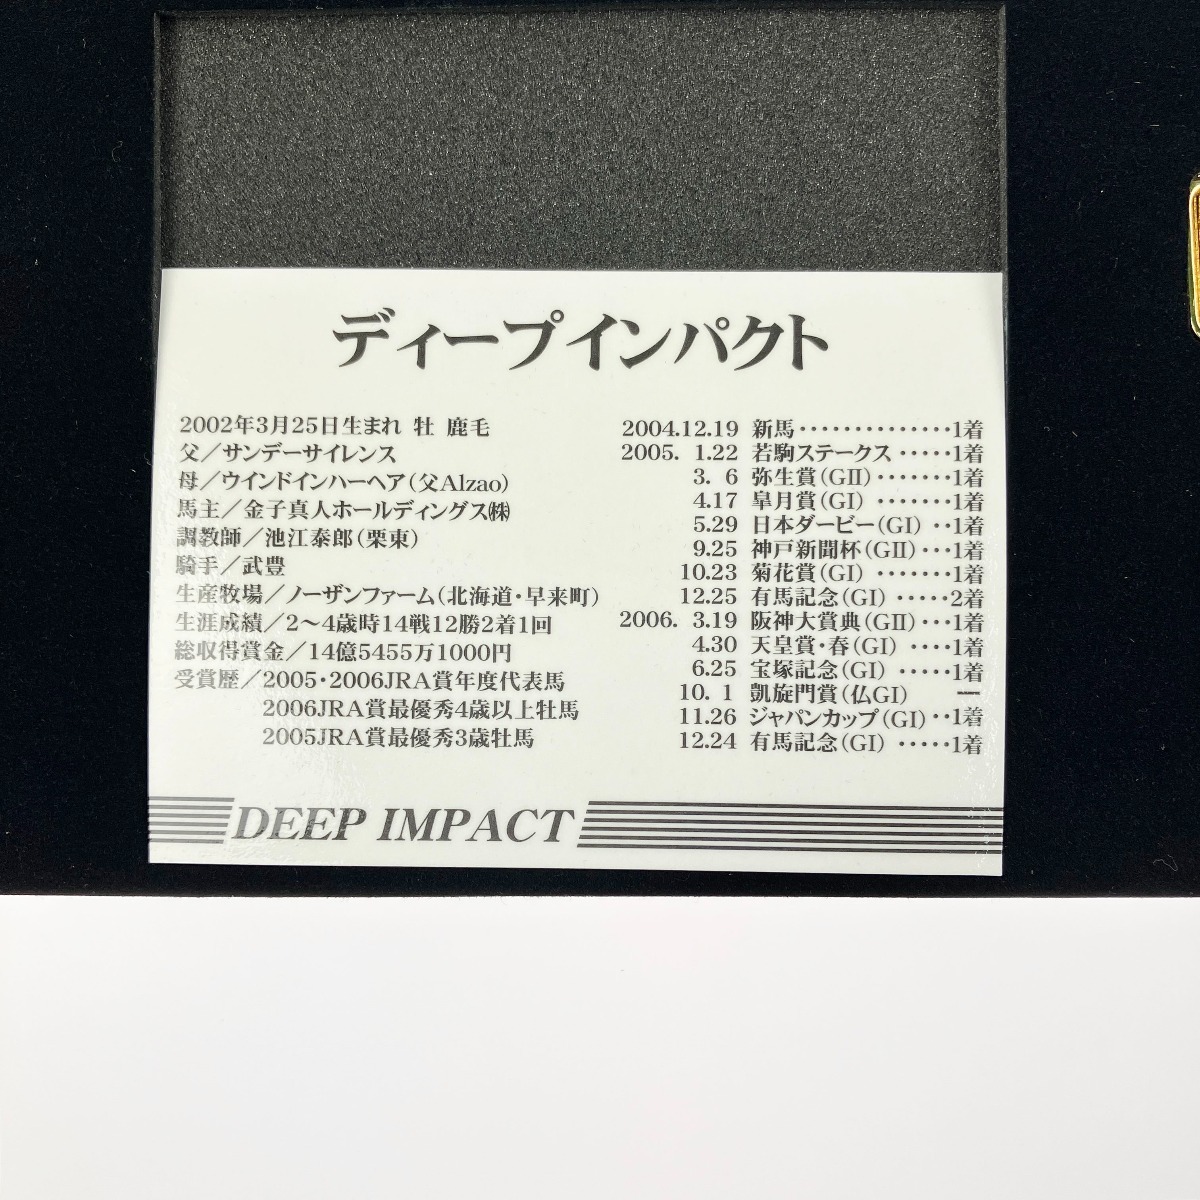 ディープインパクト
2002年3月25日生まれ 牡 鹿毛
父／サンデーサイレンス
母／ウインドインハーヘア（父Alzao）
馬主／金子真人ホールディングス㈱
調教師／池江泰郎（栗東）
騎手／武豊
生産牧場／ノーザンファーム（北海道・早来町）
生涯成績／2〜4歳時14戦12勝2着1回
総収得賞金／14億5455万1000円
受賞歴／2005・2006JRA賞年度代表馬
2006JRA賞最優秀4歳以上牡馬
2005JRA賞最優秀3歳牡馬
2004.12.19 新馬··············1着
2005. 1.22 若駒ステークス·····1着
3. 6 弥生賞（GII）·······1着
4.17 皐月賞（GI）·······1着
5.29 日本ダービー（GI）··1着
9.25 神戸新聞杯（GII）···1着
10.23 菊花賞（GI）·······1着
12.25 有馬記念（GI）·····2着
2006. 3.19 阪神大賞典（GII）···1着
4.30 天皇賞・春（GI）····1着
6.25 宝塚記念（GI）·····1着
10. 1 凱旋門賞（仏GI） ―
11.26 ジャパンカップ（GI）··1着
12.24 有馬記念（GI）·····1着
DEEP IMPACT